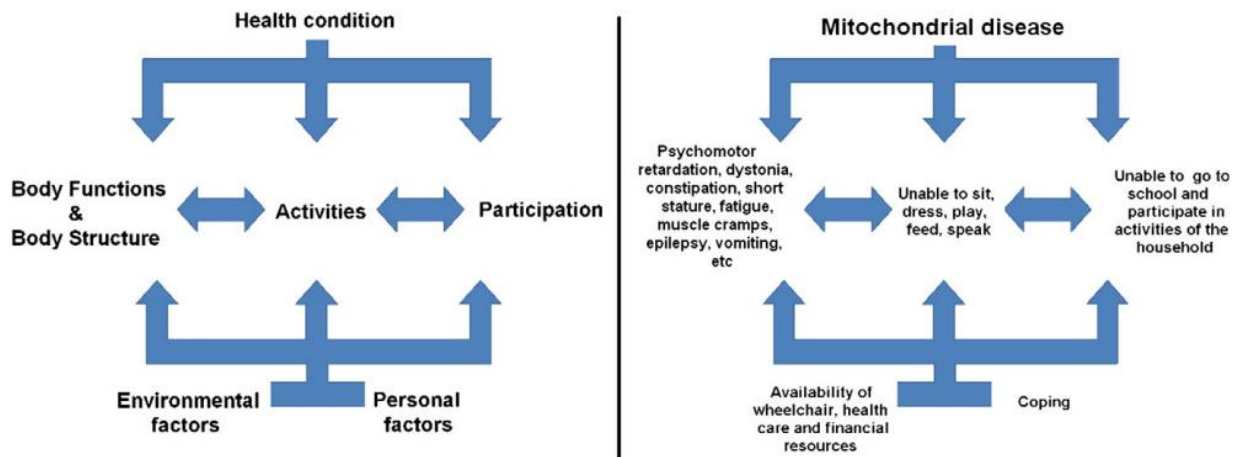 Health condition
Body Functions
&
Body Structure
Activities
Participation
Environmental
factors
Personal
factors
Mitochondrial disease
Psychomotor
retardation, dystonia,
constipation, short
stature, fatigue,
muscle cramps,
epilepsy, vomiting,
etc
Unable to sit,
dress, play,
feed, speak
Unable to go to
school and
participate in
activities of the
household
Availability of
wheelchair, health
care and financial
resources
Coping